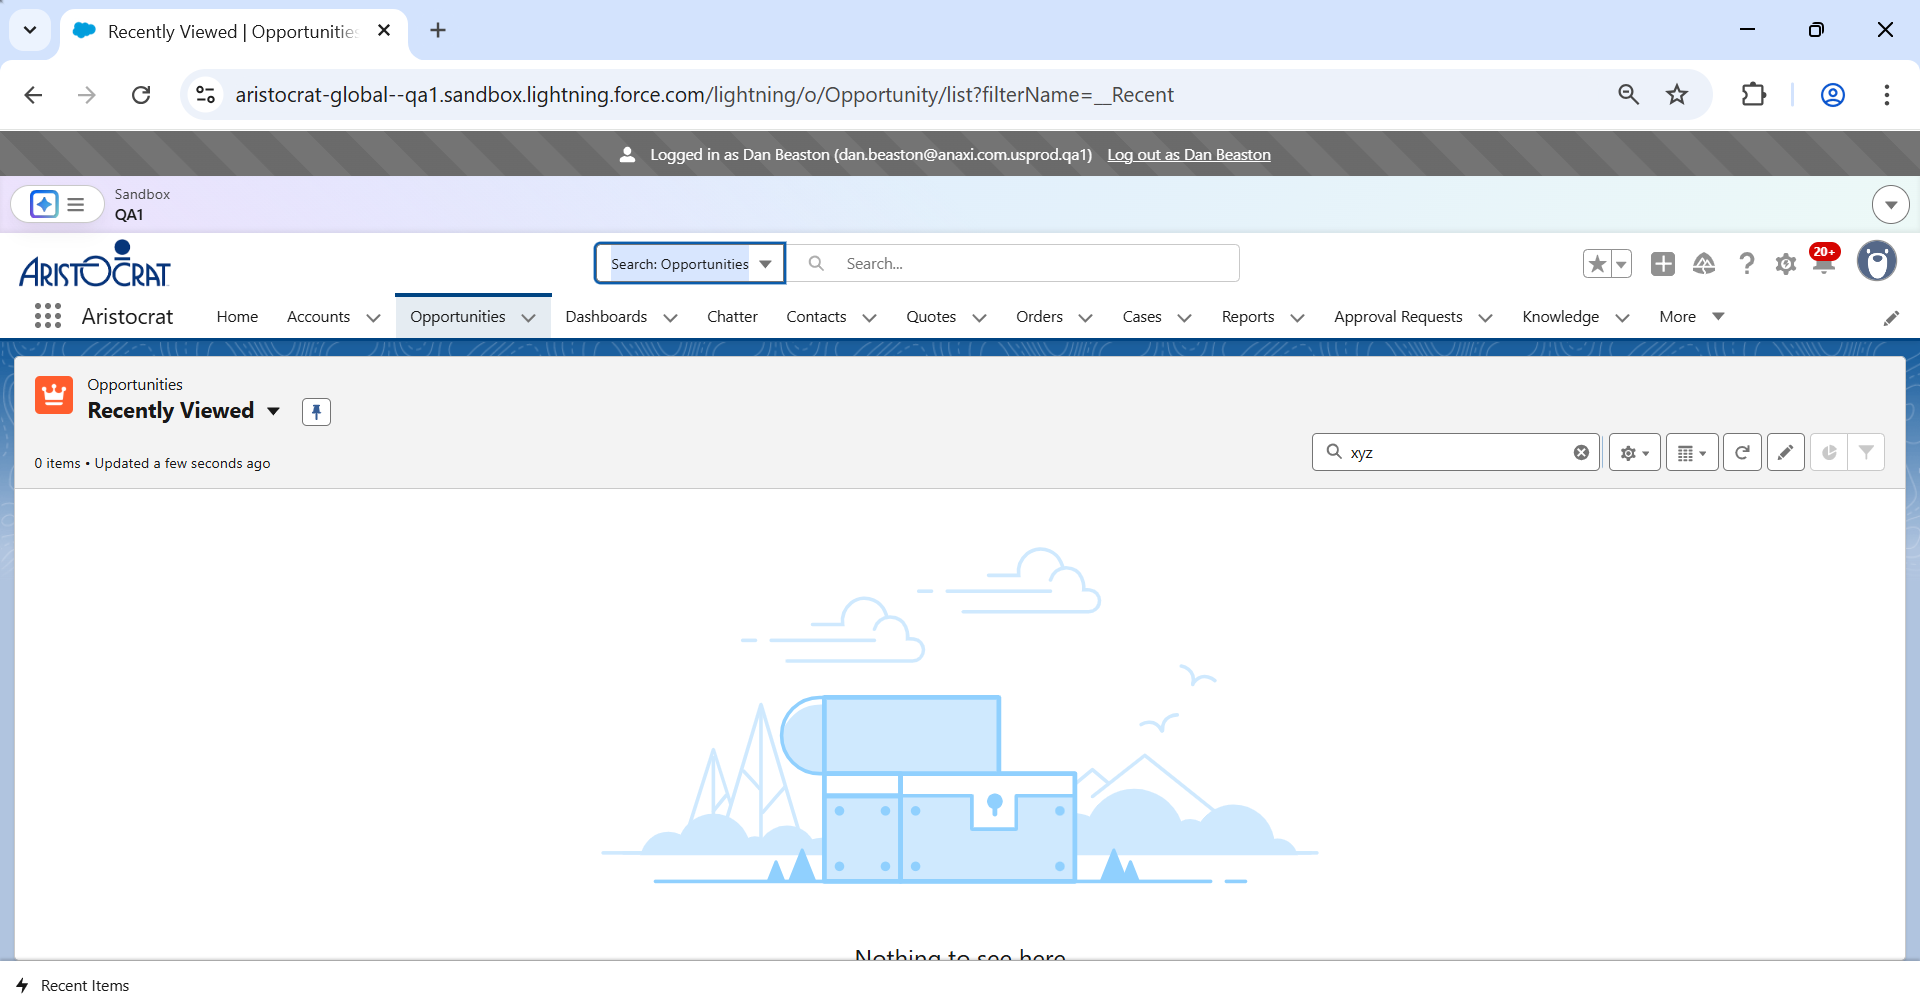 Recently Viewed | Opportunities
aristocrat-global--qa1.sandbox.lightning.force.com/lightning/o/Opportunity/list?filterName=__Recent
Logged in as Dan Beaston (dan.beaston@anaxi.com.usprod.qa1) Log out as Dan Beaston
Sandbox
QA1
ARISTOCRAT
Search: Opportunities
Search...
20+
Aristocrat
Home
Accounts
Opportunities
Dashboards
Chatter
Contacts
Quotes
Orders
Cases
Reports
Approval Requests
Knowledge
More
Opportunities
Recently Viewed
0 items • Updated a few seconds ago
xyz
Nothing to see here
Recent Items